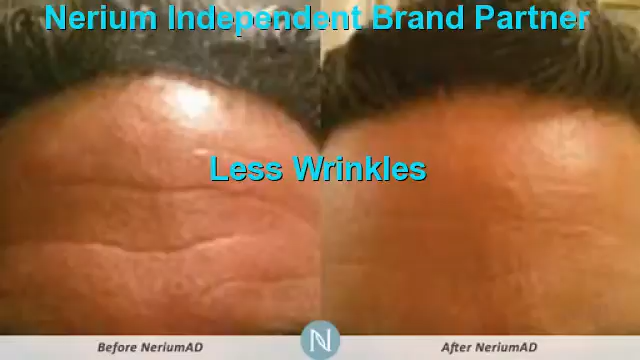 Nerium Independent Brand Partner
Less Wrinkles
Before NeriumAD
N
After NeriumAD